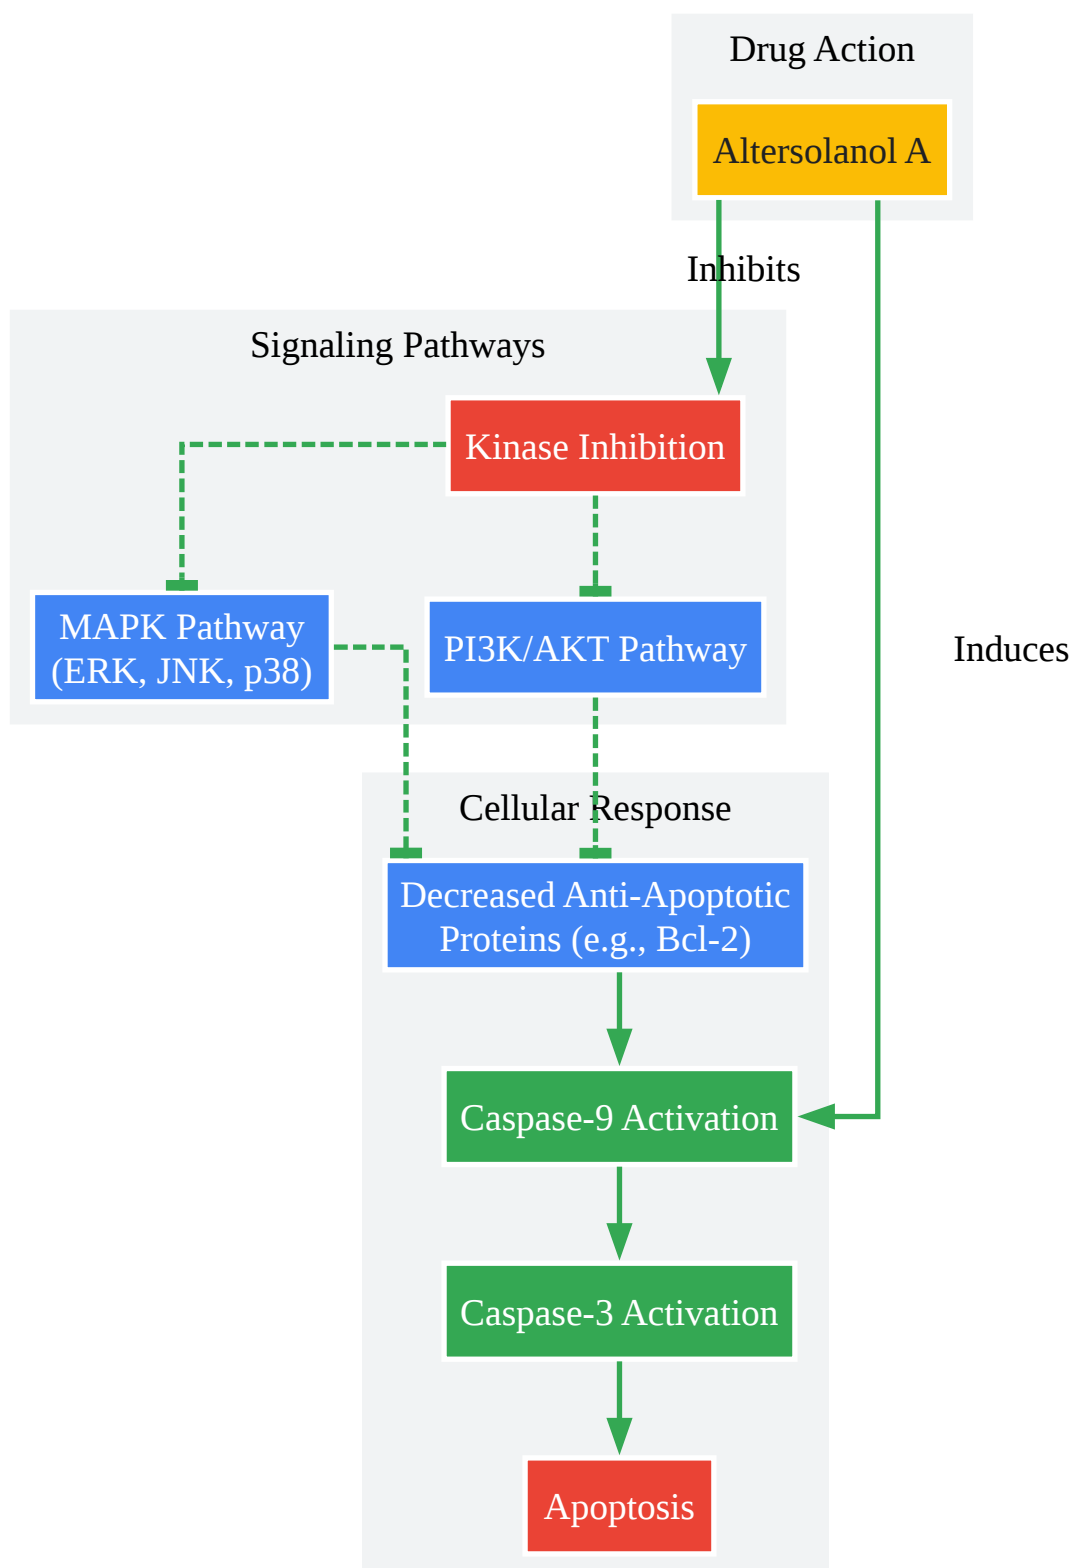 Drug Action
Altersolanol A
Inhibits
Signaling Pathways
Kinase Inhibition
MAPK Pathway
(ERK, JNK, p38)
PI3K/AKT Pathway
Induces
Cellular Response
Decreased Anti-Apoptotic
Proteins (e.g., Bcl-2)
Caspase-9 Activation
Caspase-3 Activation
Apoptosis